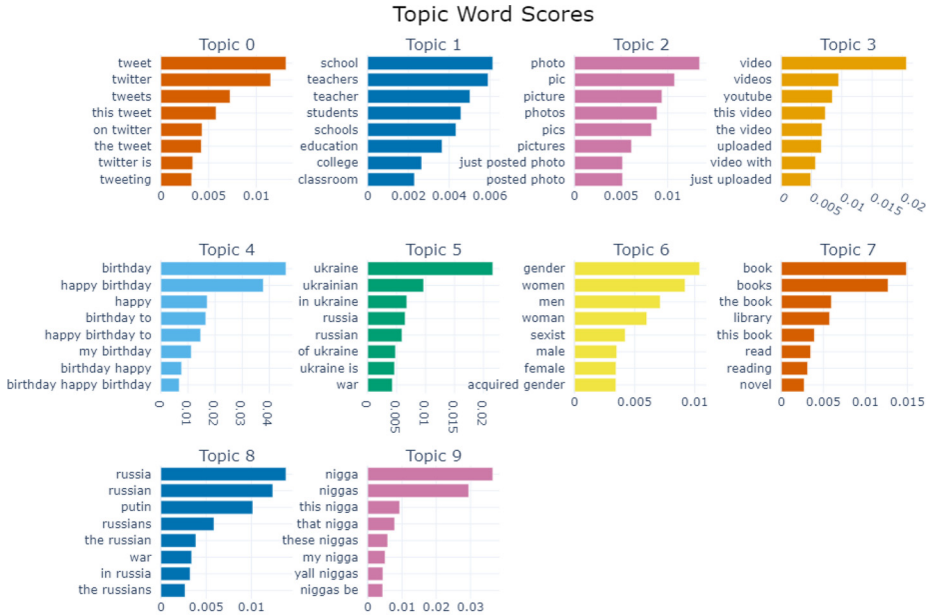 Topic Word Scores
Topic 0
tweet
twitter
tweets
this tweet
on twitter
the tweet
twitter is
tweeting
0 0.005 0.01
Topic 1
school
teachers
teacher
students
schools
education
college
classroom
0 0.002 0.004 0.006
Topic 2
photo
pic
picture
photos
pics
pictures
just posted photo
posted photo
0 0.005 0.01
Topic 3
video
videos
youtube
this video
the video
uploaded
video with
just uploaded
0 0.005 0.01 0.015 0.02
Topic 4
birthday
happy birthday
happy
birthday to
happy birthday to
my birthday
birthday happy
birthday happy birthday
0 0.01 0.02 0.03 0.04
Topic 5
ukraine
ukrainian
in ukraine
russia
russian
of ukraine
ukraine is
war
0 0.005 0.01 0.015 0.02
Topic 6
gender
women
men
woman
sexist
male
female
acquired gender
0 0.005 0.01
Topic 7
book
books
the book
library
this book
read
reading
novel
0 0.005 0.01 0.015
Topic 8
russia
russian
putin
russians
the russian
war
in russia
the russians
0 0.005 0.01
Topic 9
nigga
niggas
this nigga
that nigga
these niggas
my nigga
yall niggas
niggas be
0 0.01 0.02 0.03